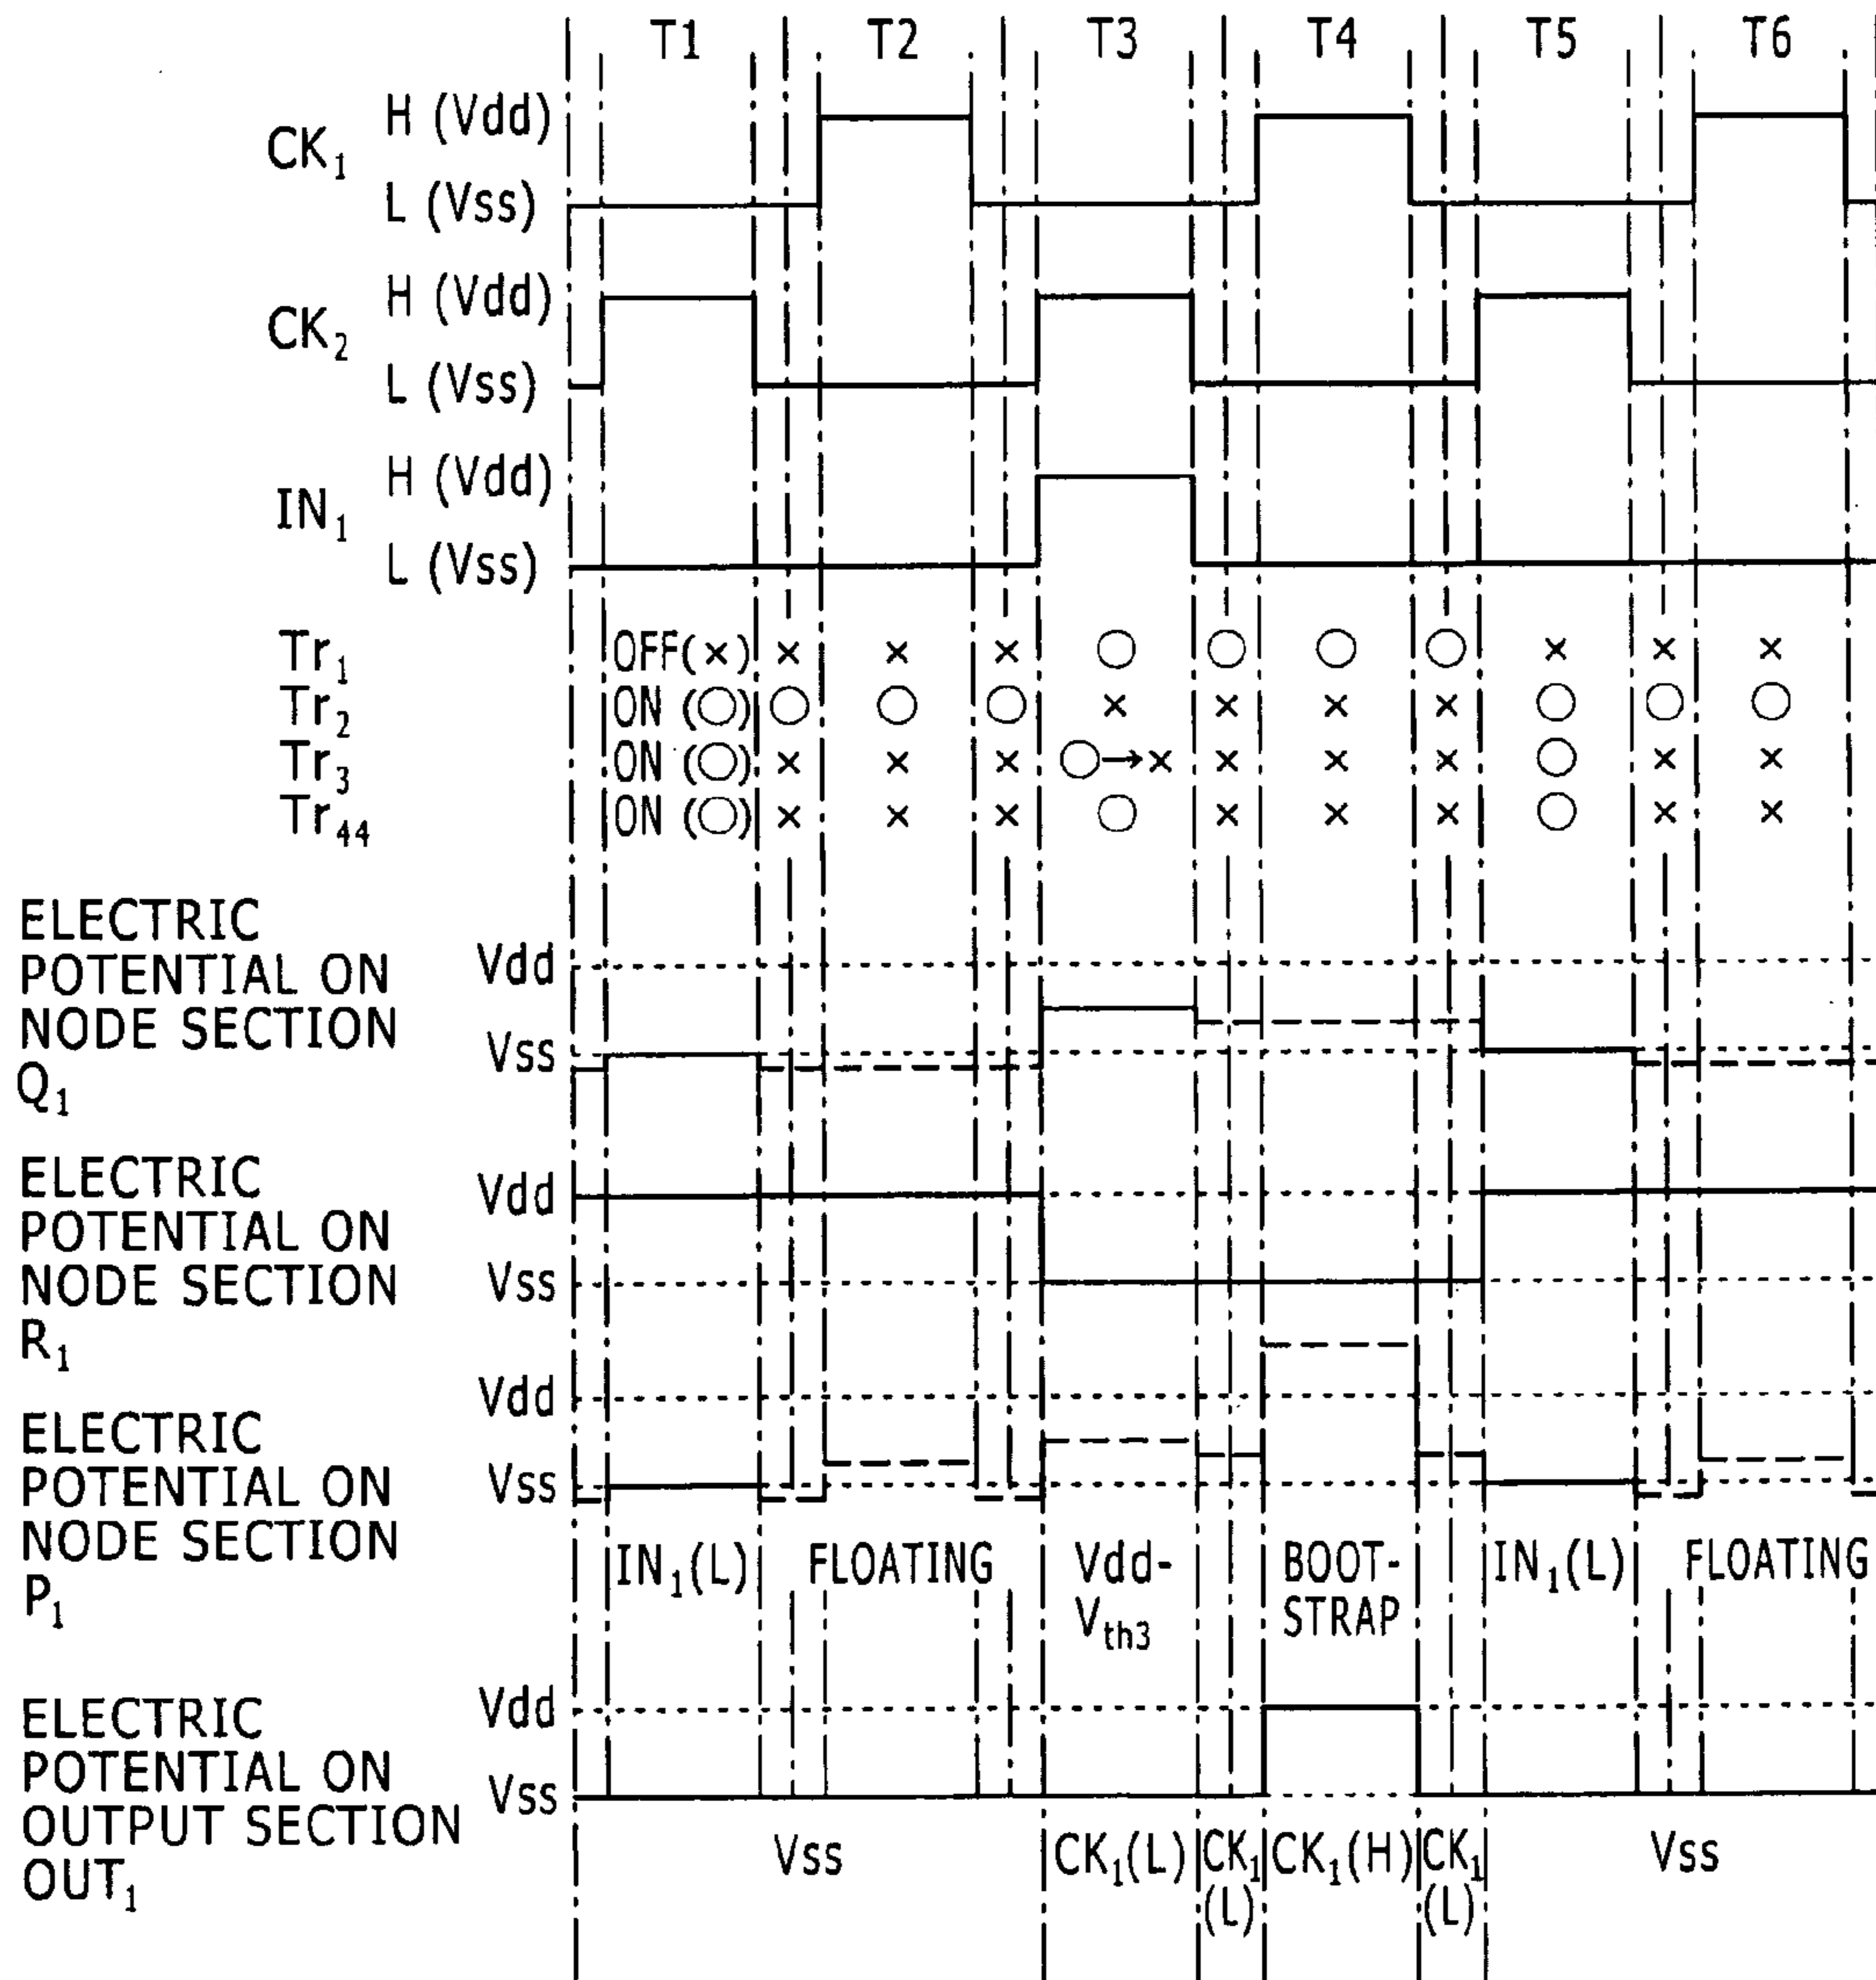 T1 T2 T3 T4 T5 T6
CK1 H (Vdd)
L (Vss)
CK2 H (Vdd)
L (Vss)
IN1 H (Vdd)
L (Vss)
Tr1 OFF(×) × × × ○ ○ ○ ○ × × ×
Tr2 ON (○) ○ ○ ○ × × × × ○ ○ ○
Tr3 ON (○) × × × ○→× × × × ○ × ×
Tr44 ON (○) × × × ○ × × × ○ × ×
ELECTRIC
POTENTIAL ON
NODE SECTION
Q1
Vdd
Vss
ELECTRIC
POTENTIAL ON
NODE SECTION
R1
Vdd
Vss
ELECTRIC
POTENTIAL ON
NODE SECTION
P1
Vdd
Vss
IN1(L) FLOATING Vdd- BOOT- IN1(L) FLOATING
Vth3 STRAP
ELECTRIC
POTENTIAL ON
OUTPUT SECTION
OUT1
Vdd
Vss
Vss CK1(L) CK1 CK1(H) CK1 Vss
(L) (L)